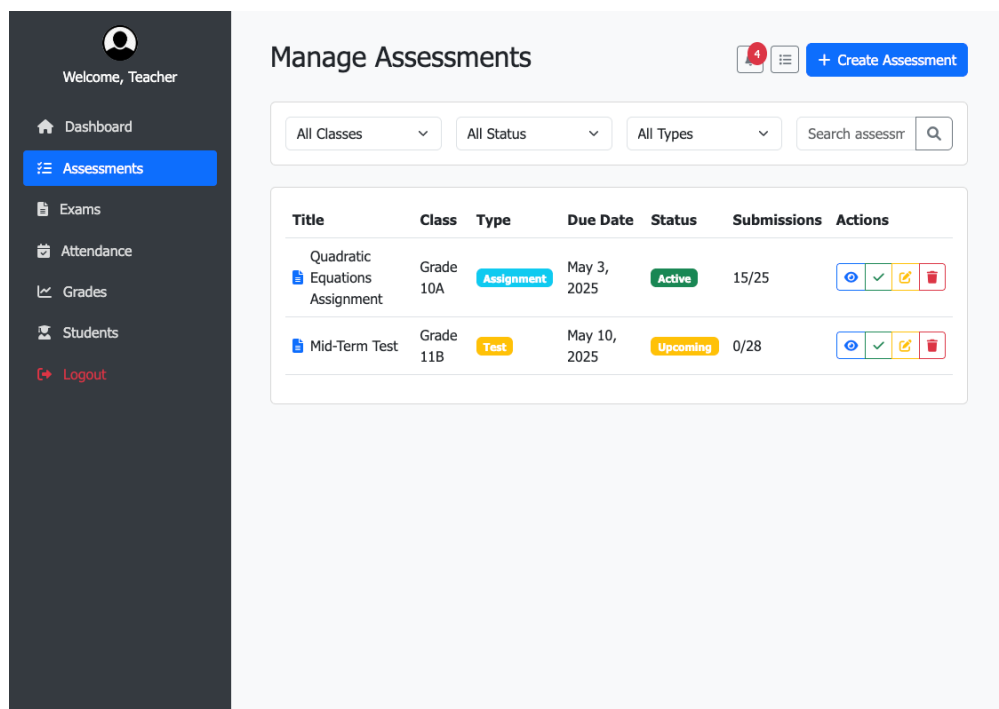 Welcome, Teacher
Dashboard
Assessments
Exams
Attendance
Grades
Students
Logout
Manage Assessments
4
+ Create Assessment
All Classes
All Status
All Types
Search assessm
Title Class Type Due Date Status Submissions Actions
Quadratic
Equations
Assignment
Grade
10A
Assignment
May 3,
2025
Active
15/25
Mid-Term Test
Grade
11B
Test
May 10,
2025
Upcoming
0/28